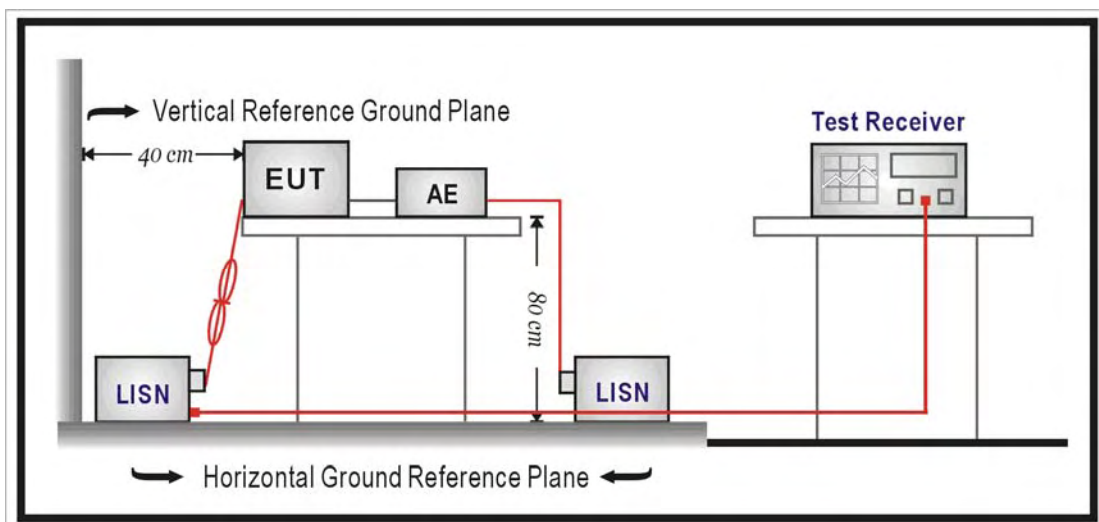 Vertical Reference Ground Plane
Test Receiver
40 cm
EUT
AE
80 cm
LISN
LISN
Horizontal Ground Reference Plane